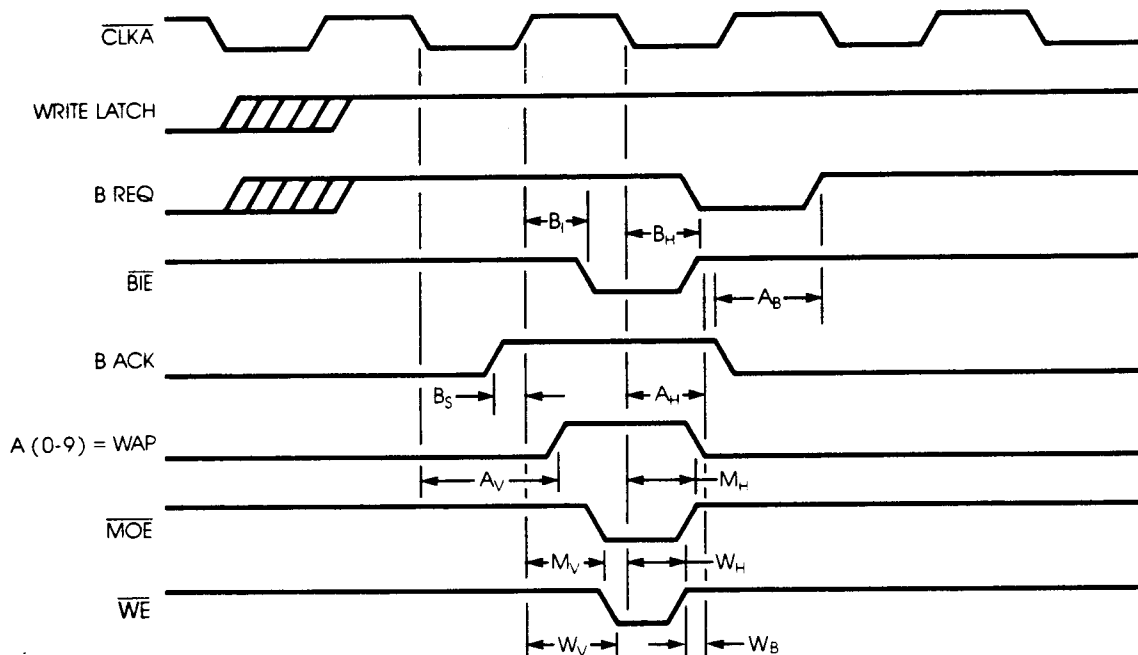 CLKA
WRITE LATCH
B REQ
B_I
B_H
BIE
A_B
B ACK
B_S
A_H
A (0-9) = WAP
A_V
M_H
MOE
M_V
W_H
WE
W_V
W_B